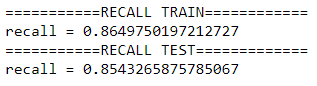 ===========RECALL TRAIN============
recall = 0.8649750197212727
===========RECALL TEST=============
recall = 0.8543265875785067